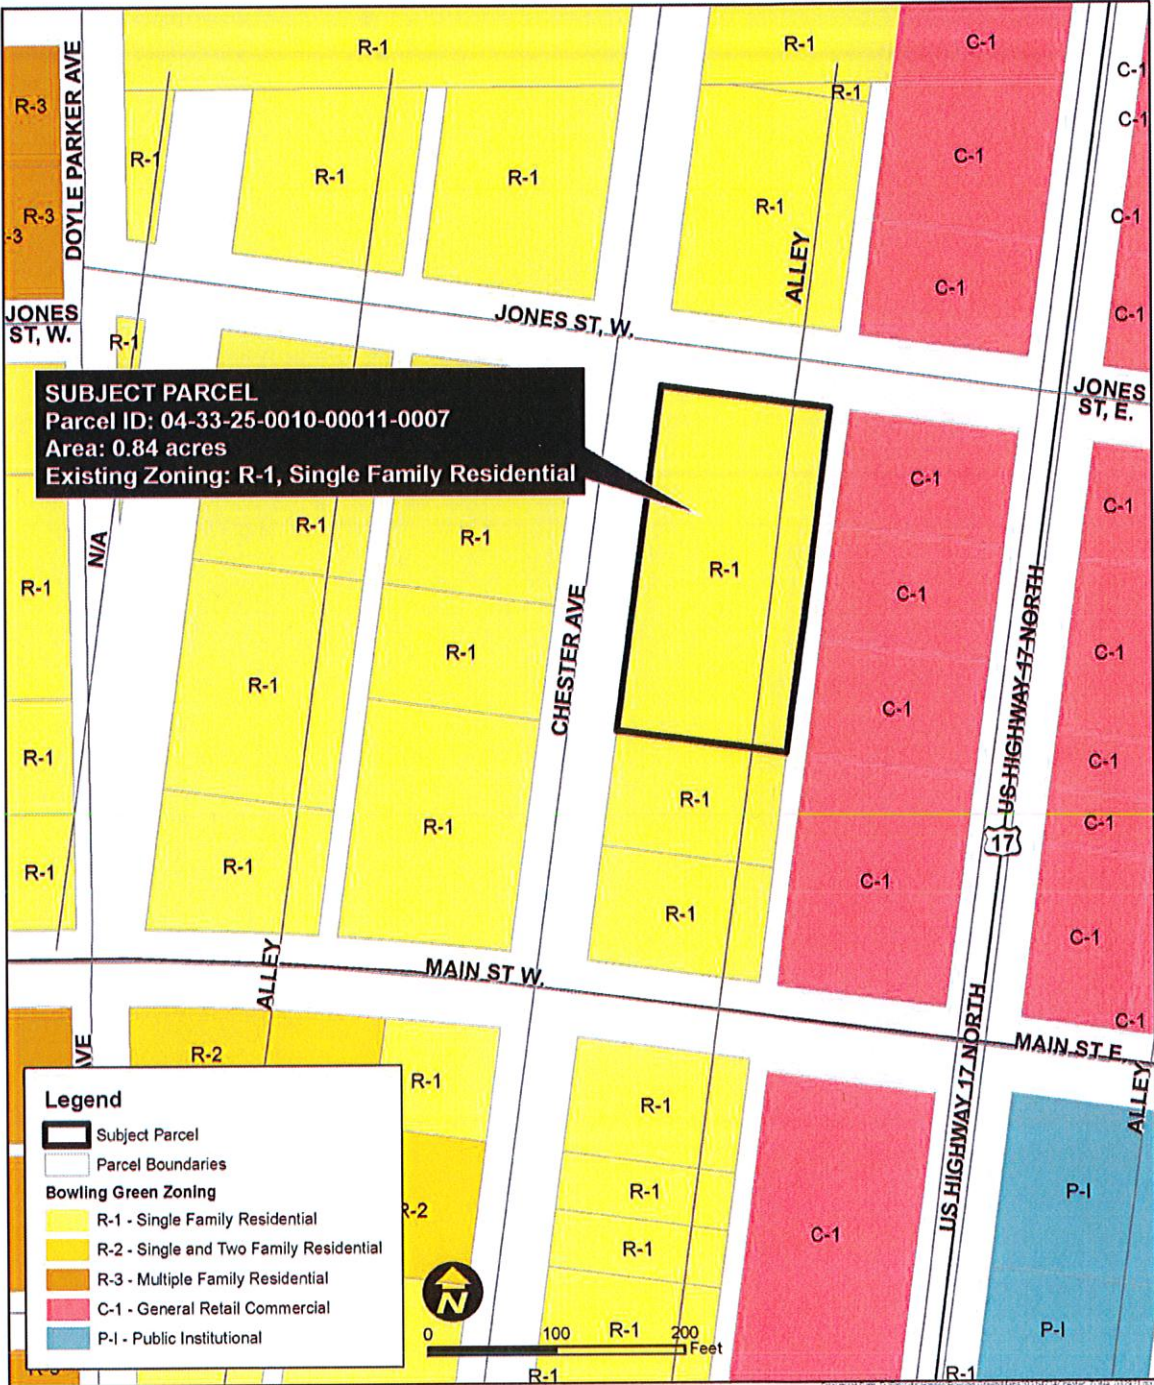 R-1
R-1
C-1
C-1
R-3
DOYLE PARKER AVE
R-1
C-1
R-1
R-1
R-1
C-1
R-3
-3
R-1
C-1
ALLEY
C-1
C-1
JONES
ST, W.
JONES ST, W.
R-1
SUBJECT PARCEL
Parcel ID: 04-33-25-0010-00011-0007
Area: 0.84 acres
Existing Zoning: R-1, Single Family Residential
JONES
ST, E.
C-1
C-1
R-1
R-1
N/A
R-1
R-1
C-1
US HIGHWAY 17 NORTH
R-1
C-1
CHESTER AVE
R-1
C-1
R-1
C-1
R-1
R-1
C-1
17
R-1
R-1
C-1
R-1
C-1
ALLEY
MAIN ST W.
US HIGHWAY 17 NORTH
C-1
MAIN ST E.
ALLEY
AVE
R-2
R-1
R-1
R-1
R-2
R-1
C-1
P-I
P-I
R-1
R-1
R-1
Legend
Subject Parcel
Parcel Boundaries
Bowling Green Zoning
R-1 - Single Family Residential
R-2 - Single and Two Family Residential
R-3 - Multiple Family Residential
C-1 - General Retail Commercial
P-I - Public Institutional
N
0 100 200
Feet